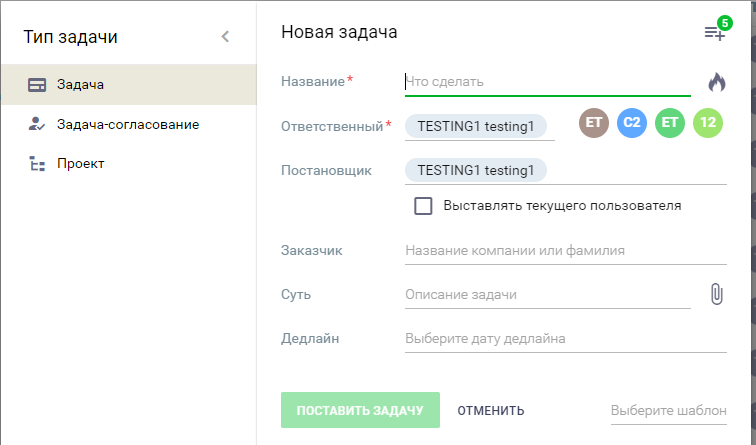 Тип задачи
Задача
Задача-согласование
Проект
Новая задача
5
Название*
Что сделать
Ответственный*
TESTING1 testing1
ET
C2
ET
12
Постановщик
TESTING1 testing1
Выставлять текущего пользователя
Заказчик
Название компании или фамилия
Суть
Описание задачи
Дедлайн
Выберите дату дедлайна
ПОСТАВИТЬ ЗАДАЧУ
ОТМЕНИТЬ
Выберите шаблон